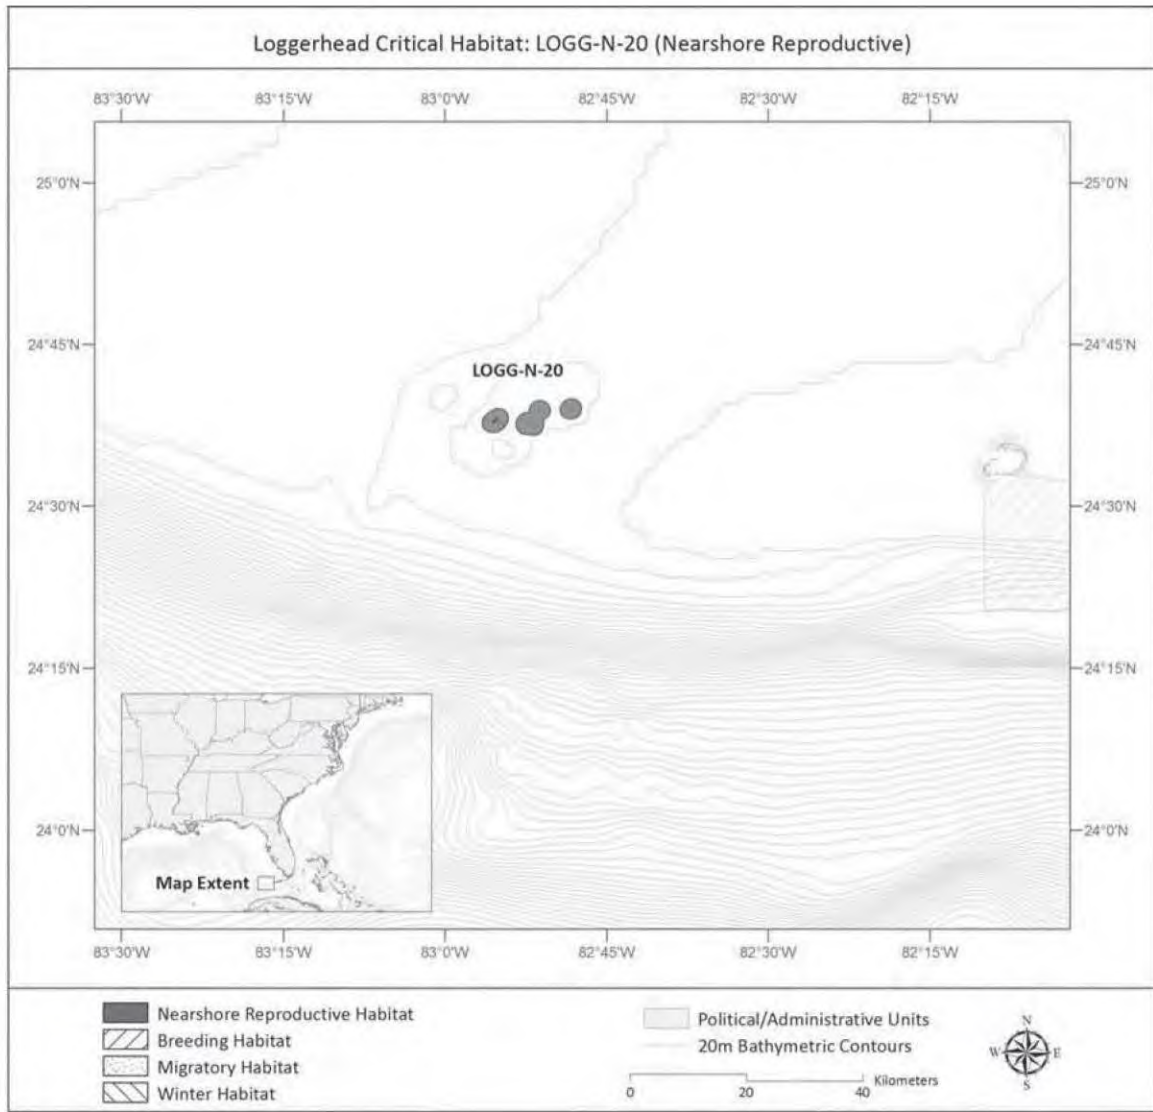 Loggerhead Critical Habitat: LOGG-N-20 (Nearshore Reproductive)
83°30'W 83°15'W 83°0'W 82°45'W 82°30'W 82°15'W
25°0'N 25°0'N
24°45'N 24°45'N
LOGG-N-20
24°30'N 24°30'N
24°15'N 24°15'N
24°0'N 24°0'N
Map Extent
83°30'W 83°15'W 83°0'W 82°45'W 82°30'W 82°15'W
Nearshore Reproductive Habitat
Breeding Habitat
Migratory Habitat
Winter Habitat
Political/Administrative Units
20m Bathymetric Contours
Kilometers
0 20 40
N
W E
S